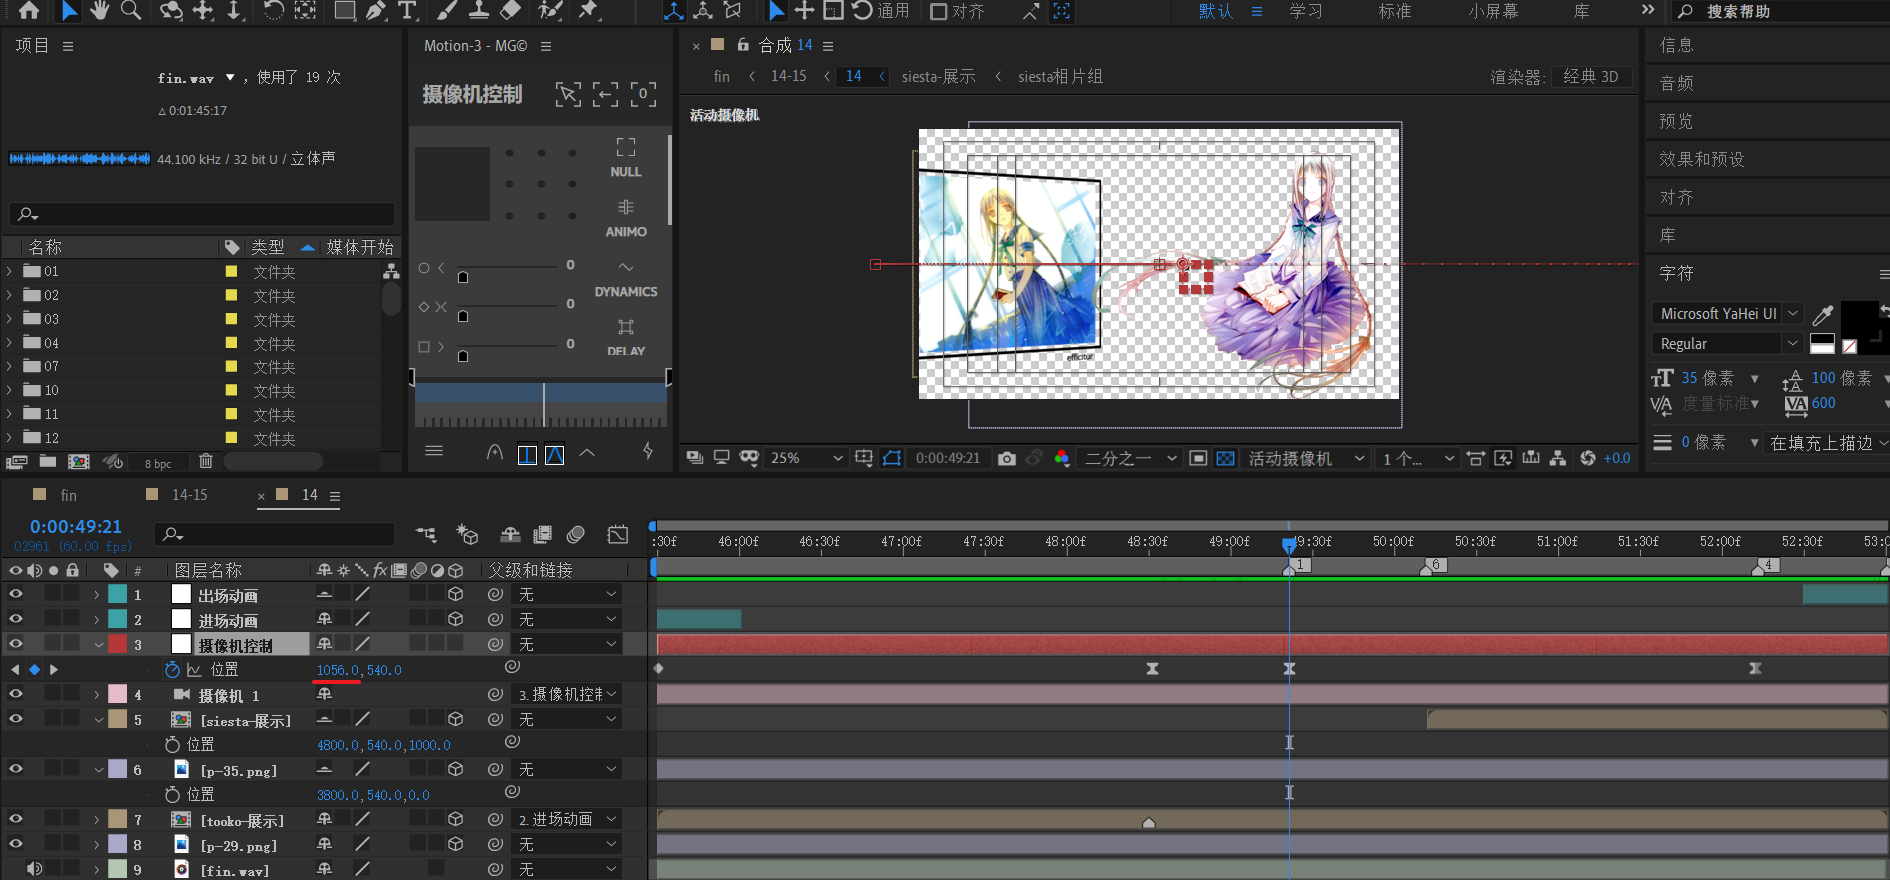 通用
对齐
默认
学习
标准
小屏幕
库
搜索帮助
项目
fin.wav ▼ ，使用了 19 次
△ 0:01:45:17
44.100 kHz / 32 bit U / 立体声
名称
类型
媒体开始
01 文件夹
02 文件夹
03 文件夹
04 文件夹
07 文件夹
10 文件夹
11 文件夹
12 文件夹
8 bpc
Motion-3 - MG©
摄像机控制
0
NULL
ANIMO
DYNAMICS
DELAY
0
0
0
× 合成 14
fin < 14-15 < 14 < siesta-展示 < siesta相片组
渲染器: 经典 3D
活动摄像机
efficitur
25%
0:00:49:21
二分之一
活动摄像机
1 个...
+0.0
信息
音频
预览
效果和预设
对齐
库
字符
Microsoft YaHei UI
Regular
35 像素
100 像素
度量标准
600
0 像素
在填充上描边
fin
14-15
× 14
0:00:49:21
02961 (60.00 fps)
:30f 46:00f 46:30f 47:00f 47:30f 48:00f 48:30f 49:00f 49:30f 50:00f 50:30f 51:00f 51:30f 52:00f 52:30f 53:0
# 图层名称
父级和链接
1 6 4
1 出场动画 无
2 进场动画 无
3 摄像机控制 无
位置 1056.0,540.0
4 摄像机 1 3.摄像机控制
5 [siesta-展示] 无
位置 4800.0,540.0,1000.0
6 [p-35.png] 无
位置 3800.0,540.0,0.0
7 [tooko-展示] 2.进场动画
8 [p-29.png] 无
9 [fin.wav] 无